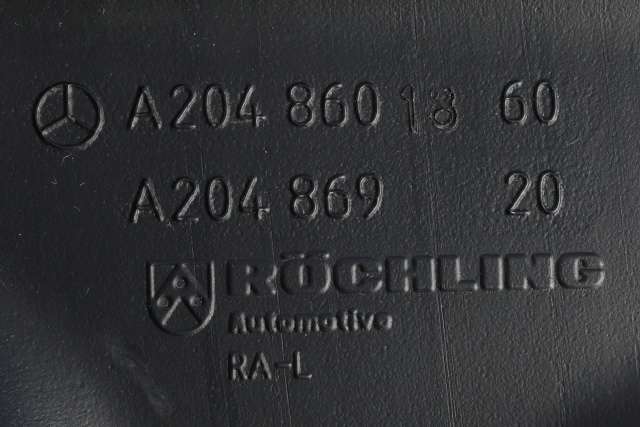 A204 860 18 60
A204 869 20
RÖCHLING
Automotive
RA-L